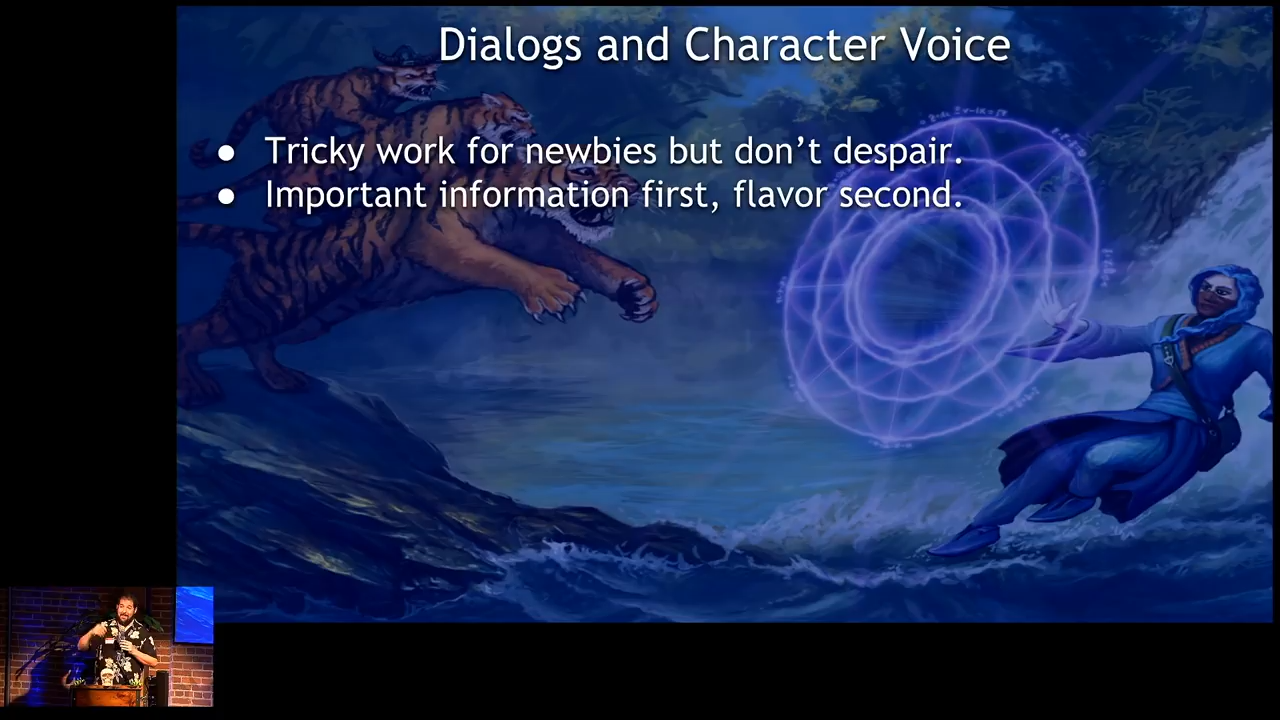 Dialogs and Character Voice
● Tricky work for newbies but don’t despair.
● Important information first, flavor second.